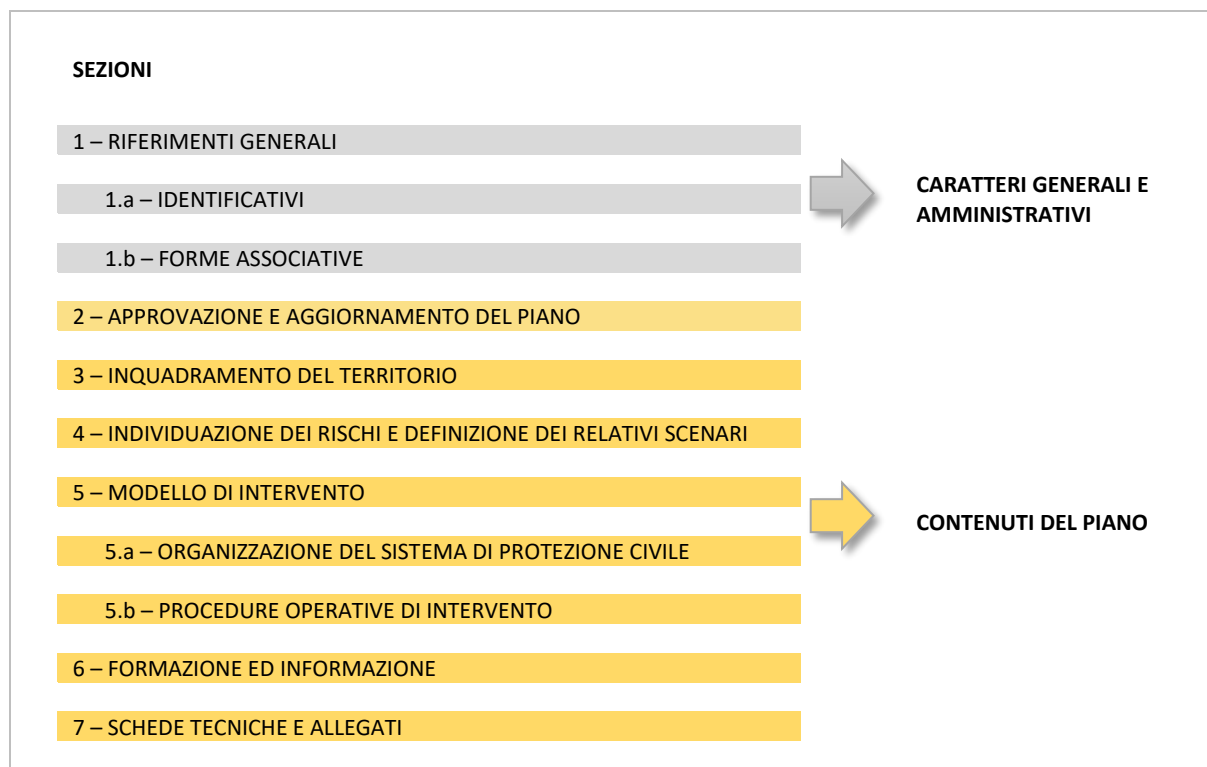 SEZIONI
1 – RIFERIMENTI GENERALI
1.a – IDENTIFICATIVI
1.b – FORME ASSOCIATIVE
CARATTERI GENERALI E
AMMINISTRATIVI
2 – APPROVAZIONE E AGGIORNAMENTO DEL PIANO
3 – INQUADRAMENTO DEL TERRITORIO
4 – INDIVIDUAZIONE DEI RISCHI E DEFINIZIONE DEI RELATIVI SCENARI
5 – MODELLO DI INTERVENTO
5.a – ORGANIZZAZIONE DEL SISTEMA DI PROTEZIONE CIVILE
5.b – PROCEDURE OPERATIVE DI INTERVENTO
6 – FORMAZIONE ED INFORMAZIONE
7 – SCHEDE TECNICHE E ALLEGATI
CONTENUTI DEL PIANO